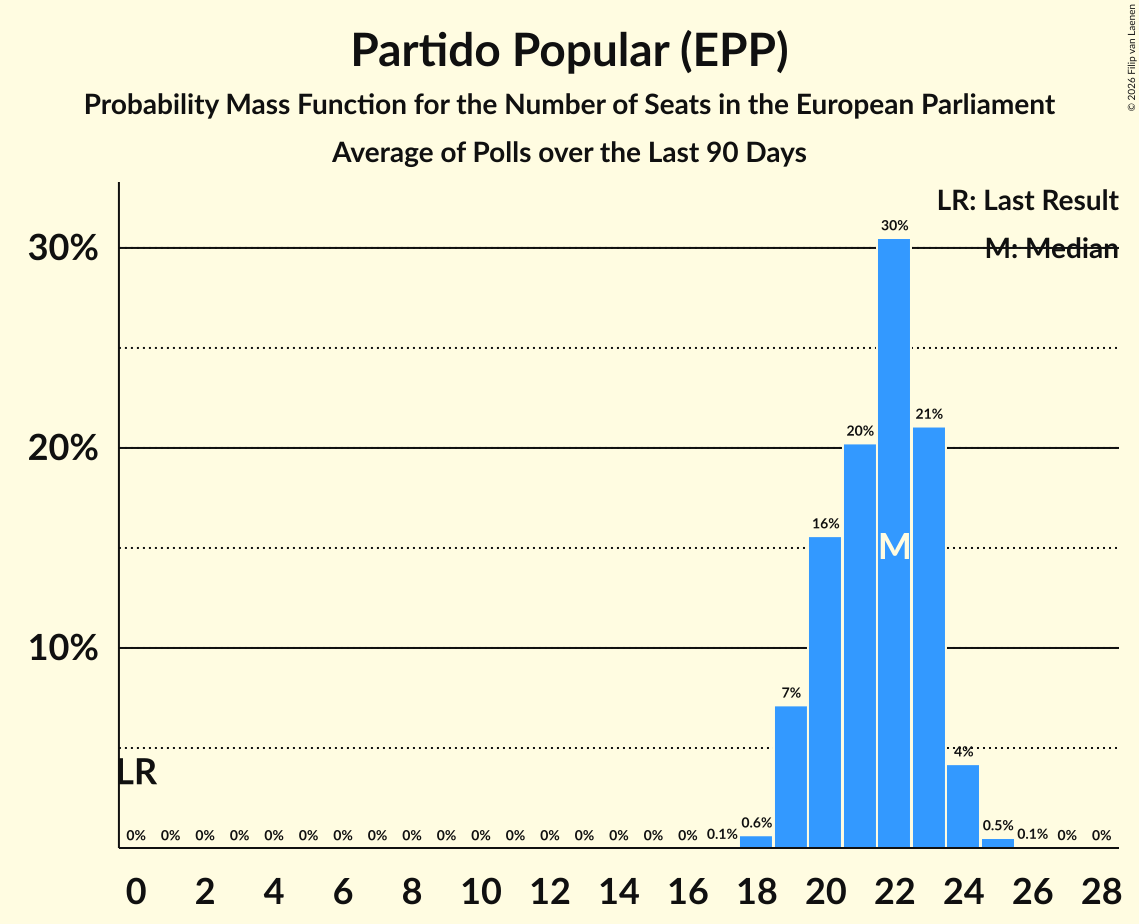 Partido Popular (EPP)
Probability Mass Function for the Number of Seats in the European Parliament
Average of Polls over the Last 90 Days
© 2026 Filip van Laenen
LR: Last Result
M: Median
30%
20%
10%
30%
21%
20%
16%
M
7%
4%
LR
0% 0% 0% 0% 0% 0% 0% 0% 0% 0% 0% 0% 0% 0% 0% 0% 0% 0.1% 0.6% 0.5% 0.1% 0% 0%
0 2 4 6 8 10 12 14 16 18 20 22 24 26 28